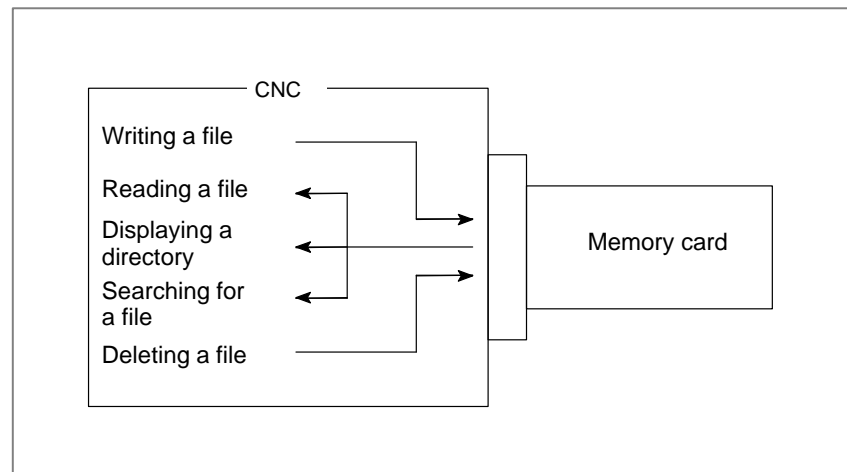 CNC
Writing a file
Reading a file
Displaying a
directory
Searching for
a file
Deleting a file
Memory card